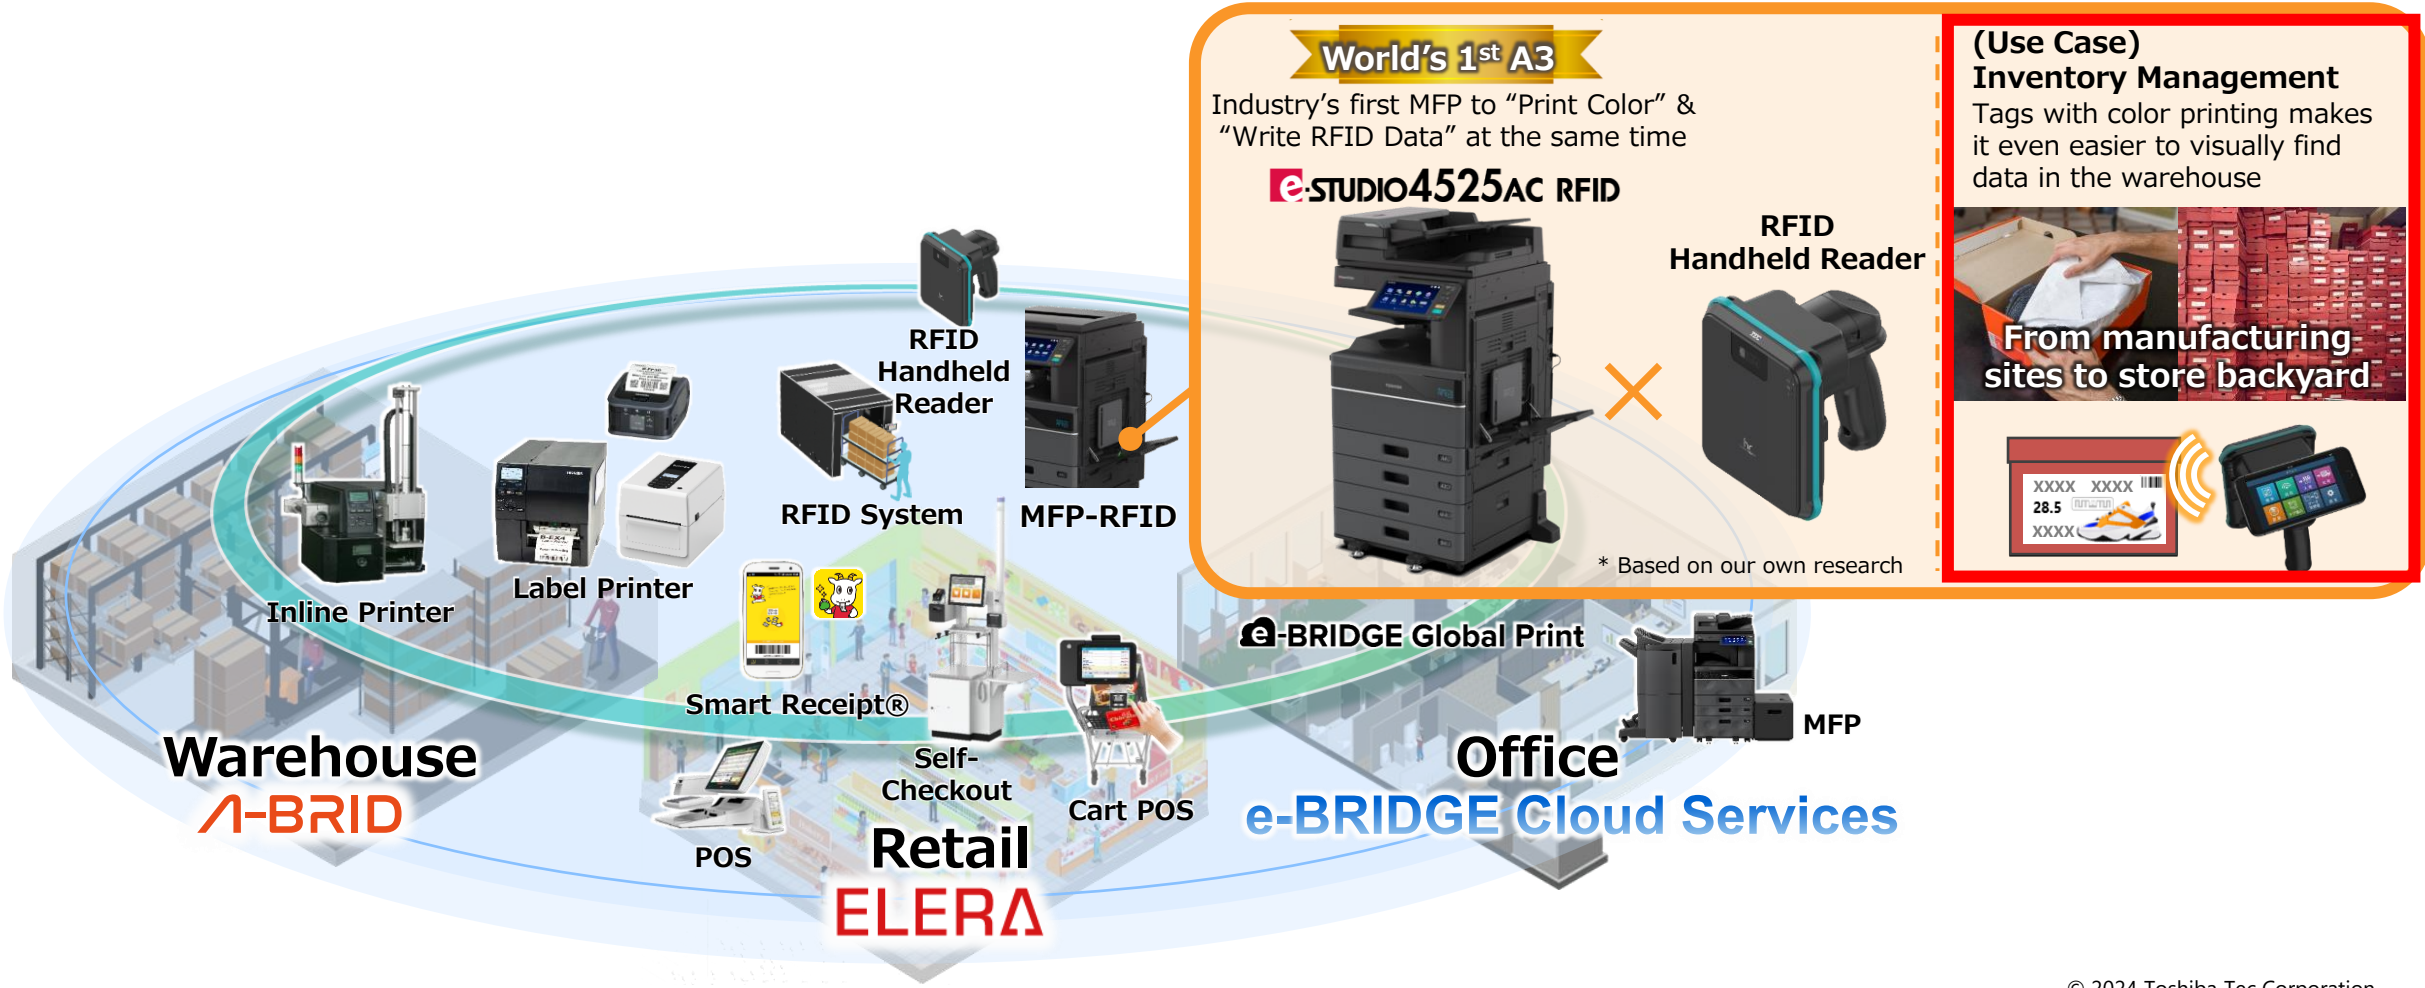 World's 1st A3
Industry's first MFP to “Print Color” &
“Write RFID Data” at the same time
e-STUDIO4525AC RFID
RFID
Handheld Reader
* Based on our own research
(Use Case)
Inventory Management
Tags with color printing makes
it even easier to visually find
data in the warehouse
From manufacturing
sites to store backyard
XXXX XXXX
28.5
XXXX
RFID
Handheld
Reader
RFID System
MFP-RFID
Label Printer
Inline Printer
Smart Receipt®
Self-
Checkout
Cart POS
POS
e-BRIDGE Global Print
MFP
Warehouse
A-BRID
Retail
ELERA
Office
e-BRIDGE Cloud Services
© 2024 Toshiba Tec Corporation